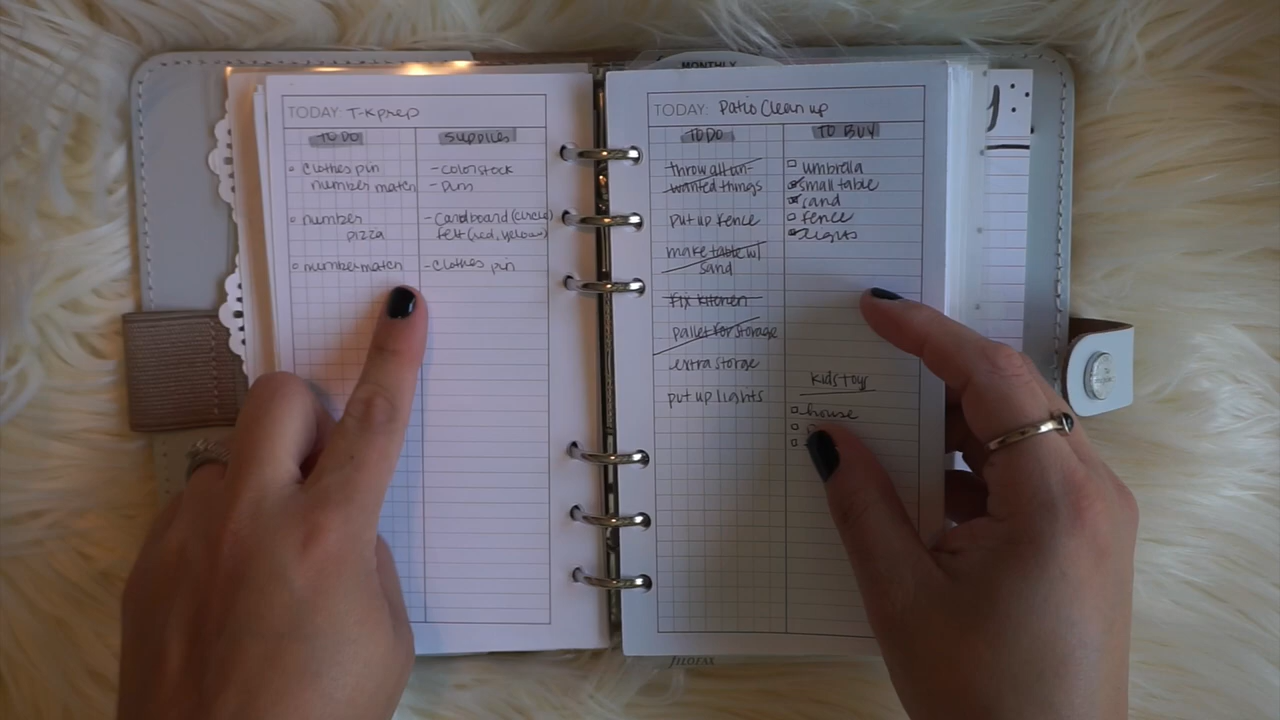 TODAY: T-K prep
TO DO
clothes pin
number match
number
pizza
number match
supplies
- colorstock
- pins
- cardboard (circle)
felt (red, yellow)
- clothes pin
MONTHLY
TODAY: Patio Clean up
TO DO
throw all un-
wanted things
put up fence
make table w/
sand
fix kitchen
pallet for storage
extra storge
put up lights
TO BUY
umbrella
small table
sand
fence
lights
kids toys
house
y
FILOFAX